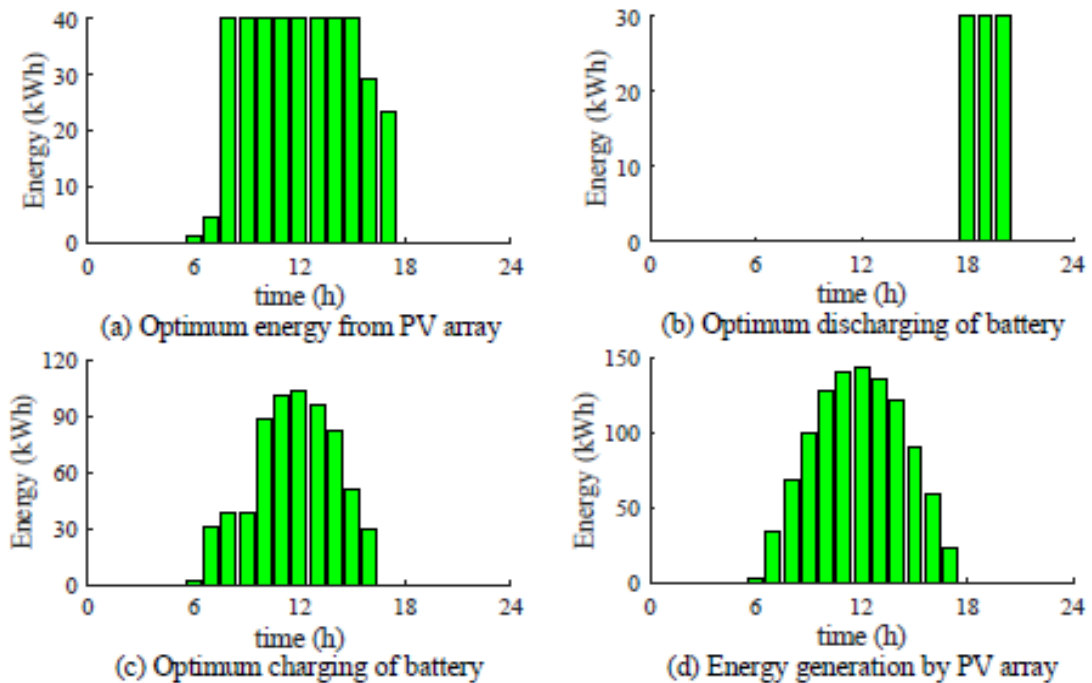 40
30
20
10
0
Energy (kWh)
0 6 12 18 24
time (h)
(a) Optimum energy from PV array
30
20
10
0
Energy (kWh)
0 6 12 18 24
time (h)
(b) Optimum discharging of battery
120
90
60
30
0
Energy (kWh)
0 6 12 18 24
time (h)
(c) Optimum charging of battery
150
100
50
0
Energy (kWh)
0 6 12 18 24
time (h)
(d) Energy generation by PV array